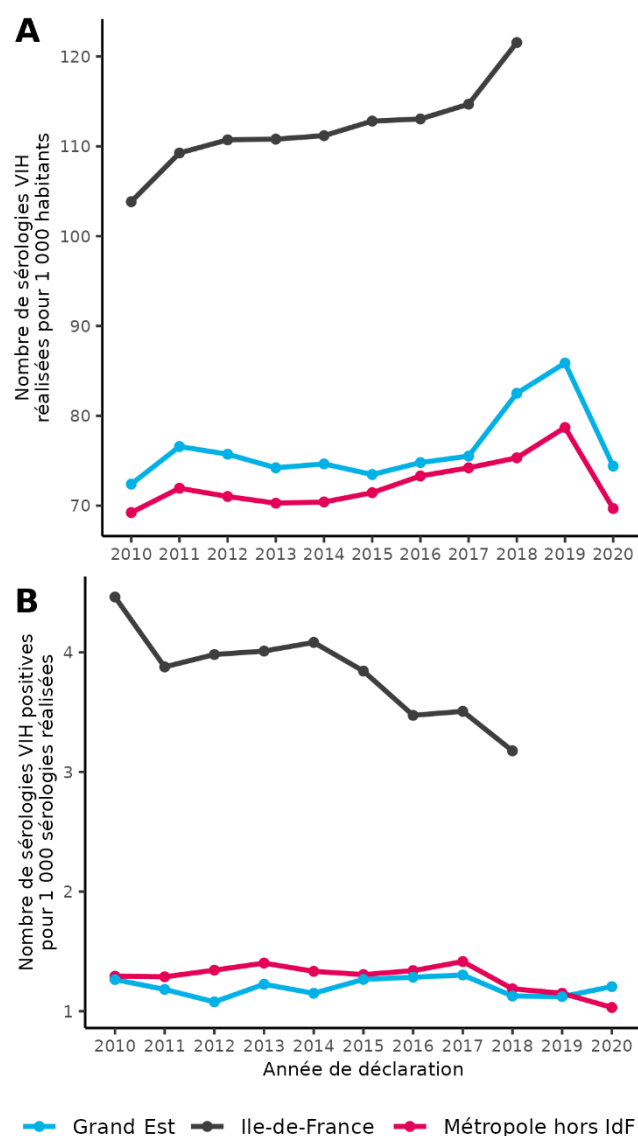 A
Nombre de sérologies VIH
réalisées pour 1 000 habitants
120
110
100
90
80
70
2010 2011 2012 2013 2014 2015 2016 2017 2018 2019 2020
B
Nombre de sérologies VIH positives
pour 1 000 sérologies réalisées
4
3
2
1
2010 2011 2012 2013 2014 2015 2016 2017 2018 2019 2020
Année de déclaration
Grand Est Ile-de-France Métropole hors IdF